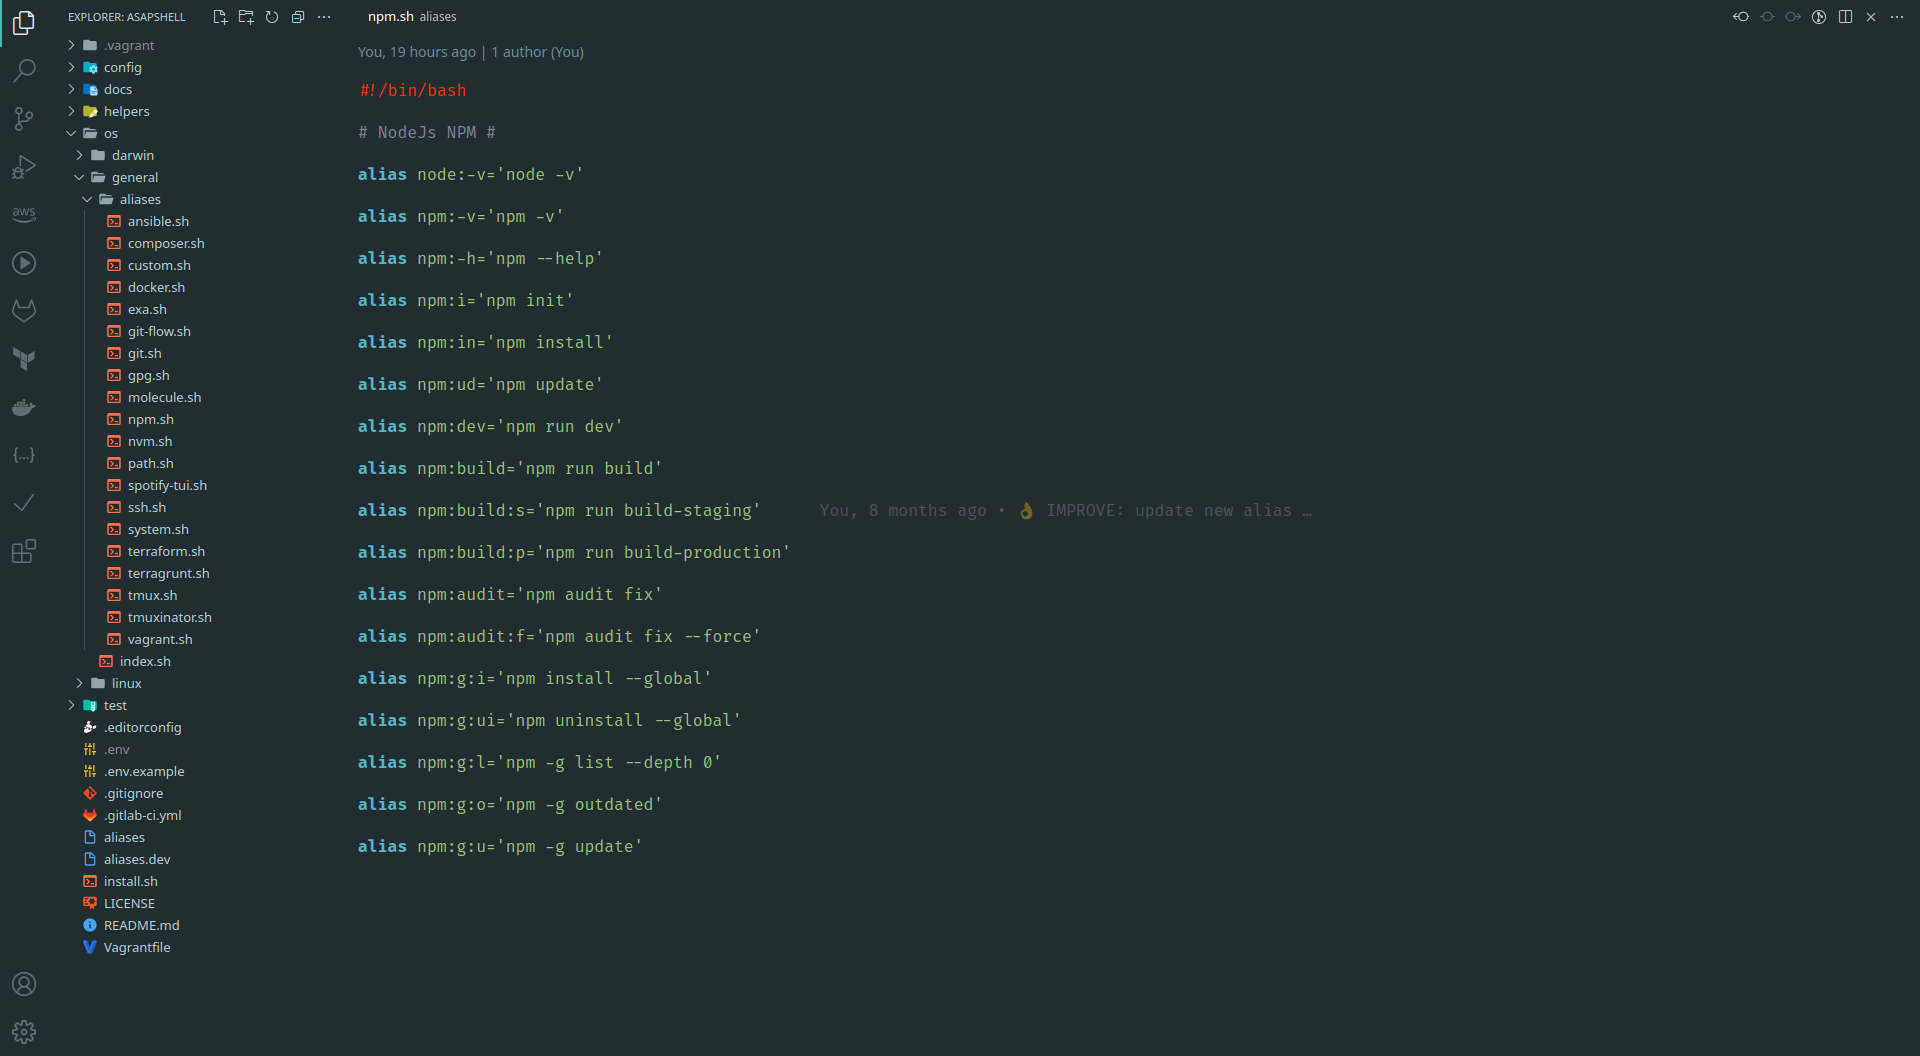 EXPLORER: ASAPSHELL
.vagrant
config
docs
helpers
os
darwin
general
aliases
ansible.sh
composer.sh
custom.sh
docker.sh
exa.sh
git-flow.sh
git.sh
gpg.sh
molecule.sh
npm.sh
nvm.sh
path.sh
spotify-tui.sh
ssh.sh
system.sh
terraform.sh
terragrunt.sh
tmux.sh
tmuxinator.sh
vagrant.sh
index.sh
linux
test
.editorconfig
.env
.env.example
.gitignore
.gitlab-ci.yml
aliases
aliases.dev
install.sh
LICENSE
README.md
Vagrantfile
aws
npm.sh aliases
You, 19 hours ago | 1 author (You)
#!/bin/bash
# NodeJs NPM #
alias node:-v='node -v'
alias npm:-v='npm -v'
alias npm:-h='npm --help'
alias npm:i='npm init'
alias npm:in='npm install'
alias npm:ud='npm update'
alias npm:dev='npm run dev'
alias npm:build='npm run build'
alias npm:build:s='npm run build-staging' You, 8 months ago • 👌 IMPROVE: update new alias …
alias npm:build:p='npm run build-production'
alias npm:audit='npm audit fix'
alias npm:audit:f='npm audit fix --force'
alias npm:g:i='npm install --global'
alias npm:g:ui='npm uninstall --global'
alias npm:g:l='npm -g list --depth 0'
alias npm:g:o='npm -g outdated'
alias npm:g:u='npm -g update'